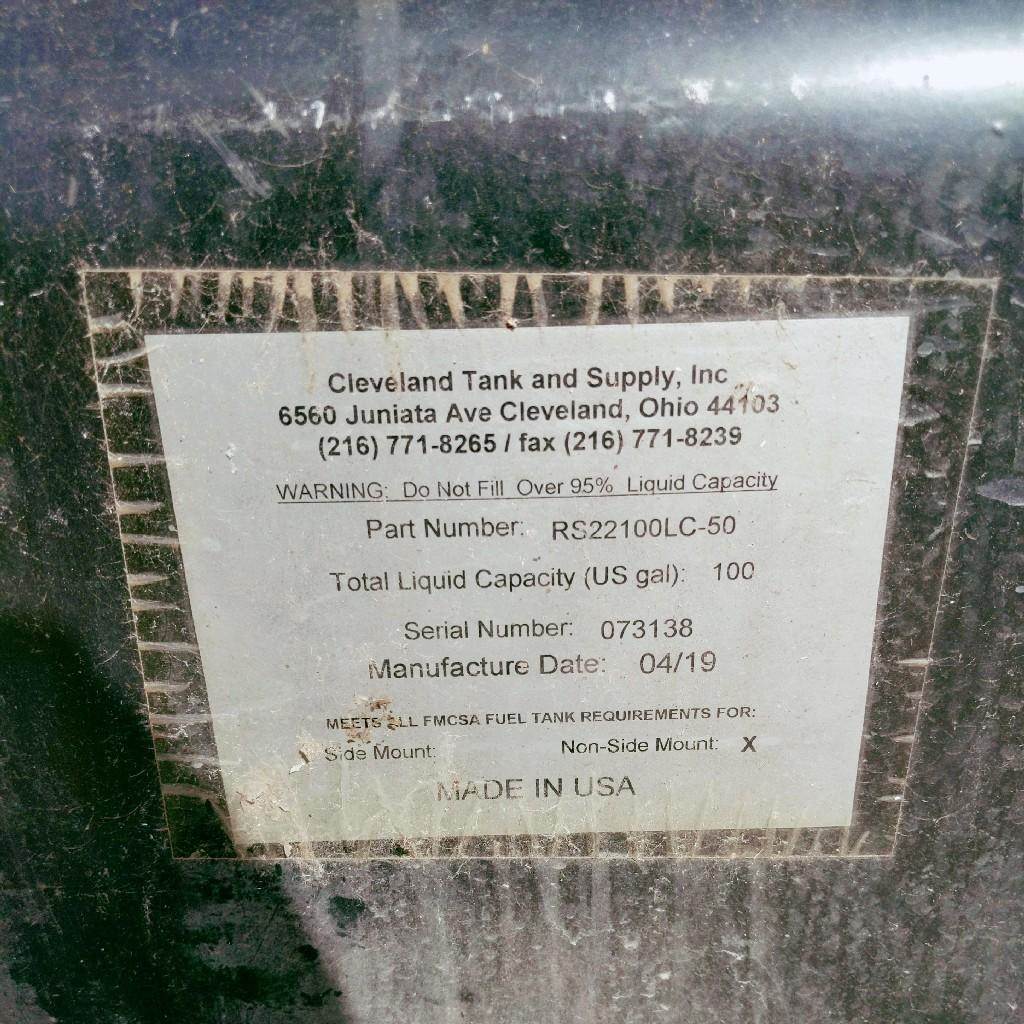 Cleveland Tank and Supply, Inc
6560 Juniata Ave Cleveland, Ohio 44103
(216) 771-8265 / fax (216) 771-8239
WARNING: Do Not Fill Over 95% Liquid Capacity
Part Number: RS22100LC-50
Total Liquid Capacity (US gal): 100
Serial Number: 073138
Manufacture Date: 04/19
MEETS ALL FMCSA FUEL TANK REQUIREMENTS FOR:
Side Mount: Non-Side Mount: X
MADE IN USA